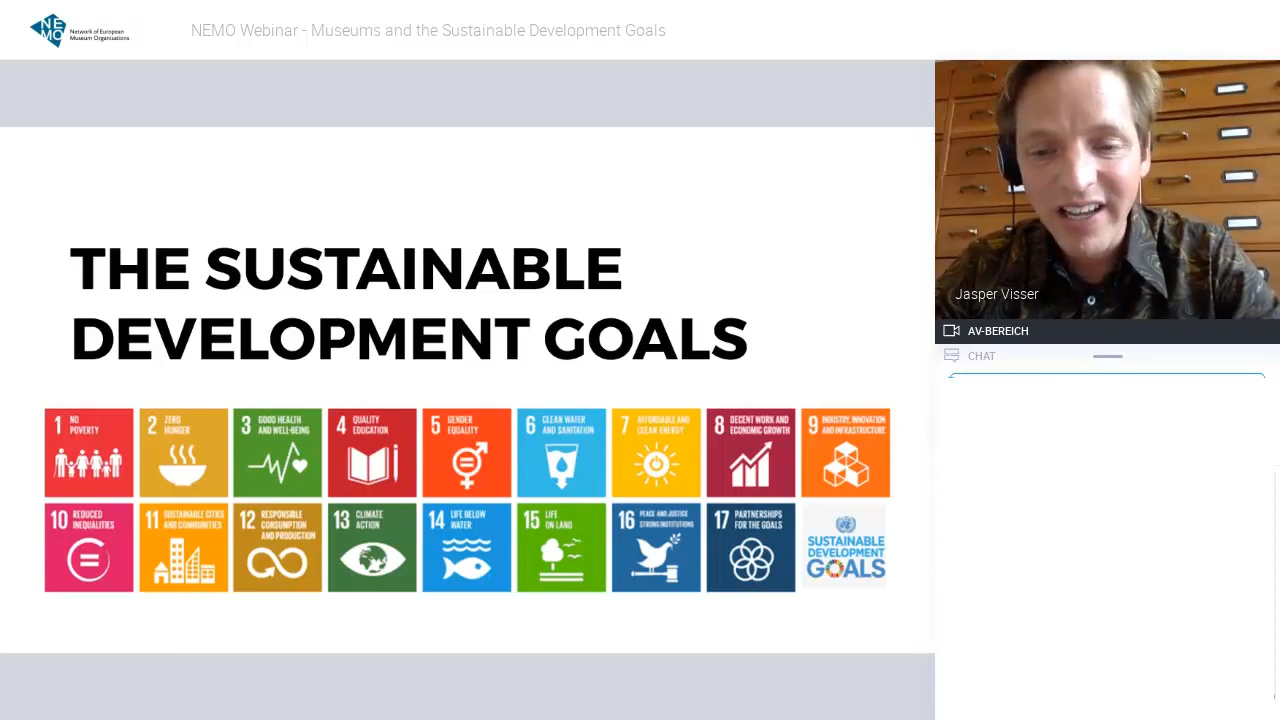 NE
MO
Network of European
Museum Organisations
NEMO Webinar - Museums and the Sustainable Development Goals
THE SUSTAINABLE
DEVELOPMENT GOALS
1 NO
POVERTY
2 ZERO
HUNGER
3 GOOD HEALTH
AND WELL-BEING
4 QUALITY
EDUCATION
5 GENDER
EQUALITY
6 CLEAN WATER
AND SANITATION
7 AFFORDABLE AND
CLEAN ENERGY
8 DECENT WORK AND
ECONOMIC GROWTH
9 INDUSTRY, INNOVATION
AND INFRASTRUCTURE
10 REDUCED
INEQUALITIES
11 SUSTAINABLE CITIES
AND COMMUNITIES
12 RESPONSIBLE
CONSUMPTION
AND PRODUCTION
13 CLIMATE
ACTION
14 LIFE BELOW
WATER
15 LIFE
ON LAND
16 PEACE AND JUSTICE
STRONG INSTITUTIONS
17 PARTNERSHIPS
FOR THE GOALS
SUSTAINABLE
DEVELOPMENT
GOALS
Jasper Visser
AV-BEREICH
CHAT